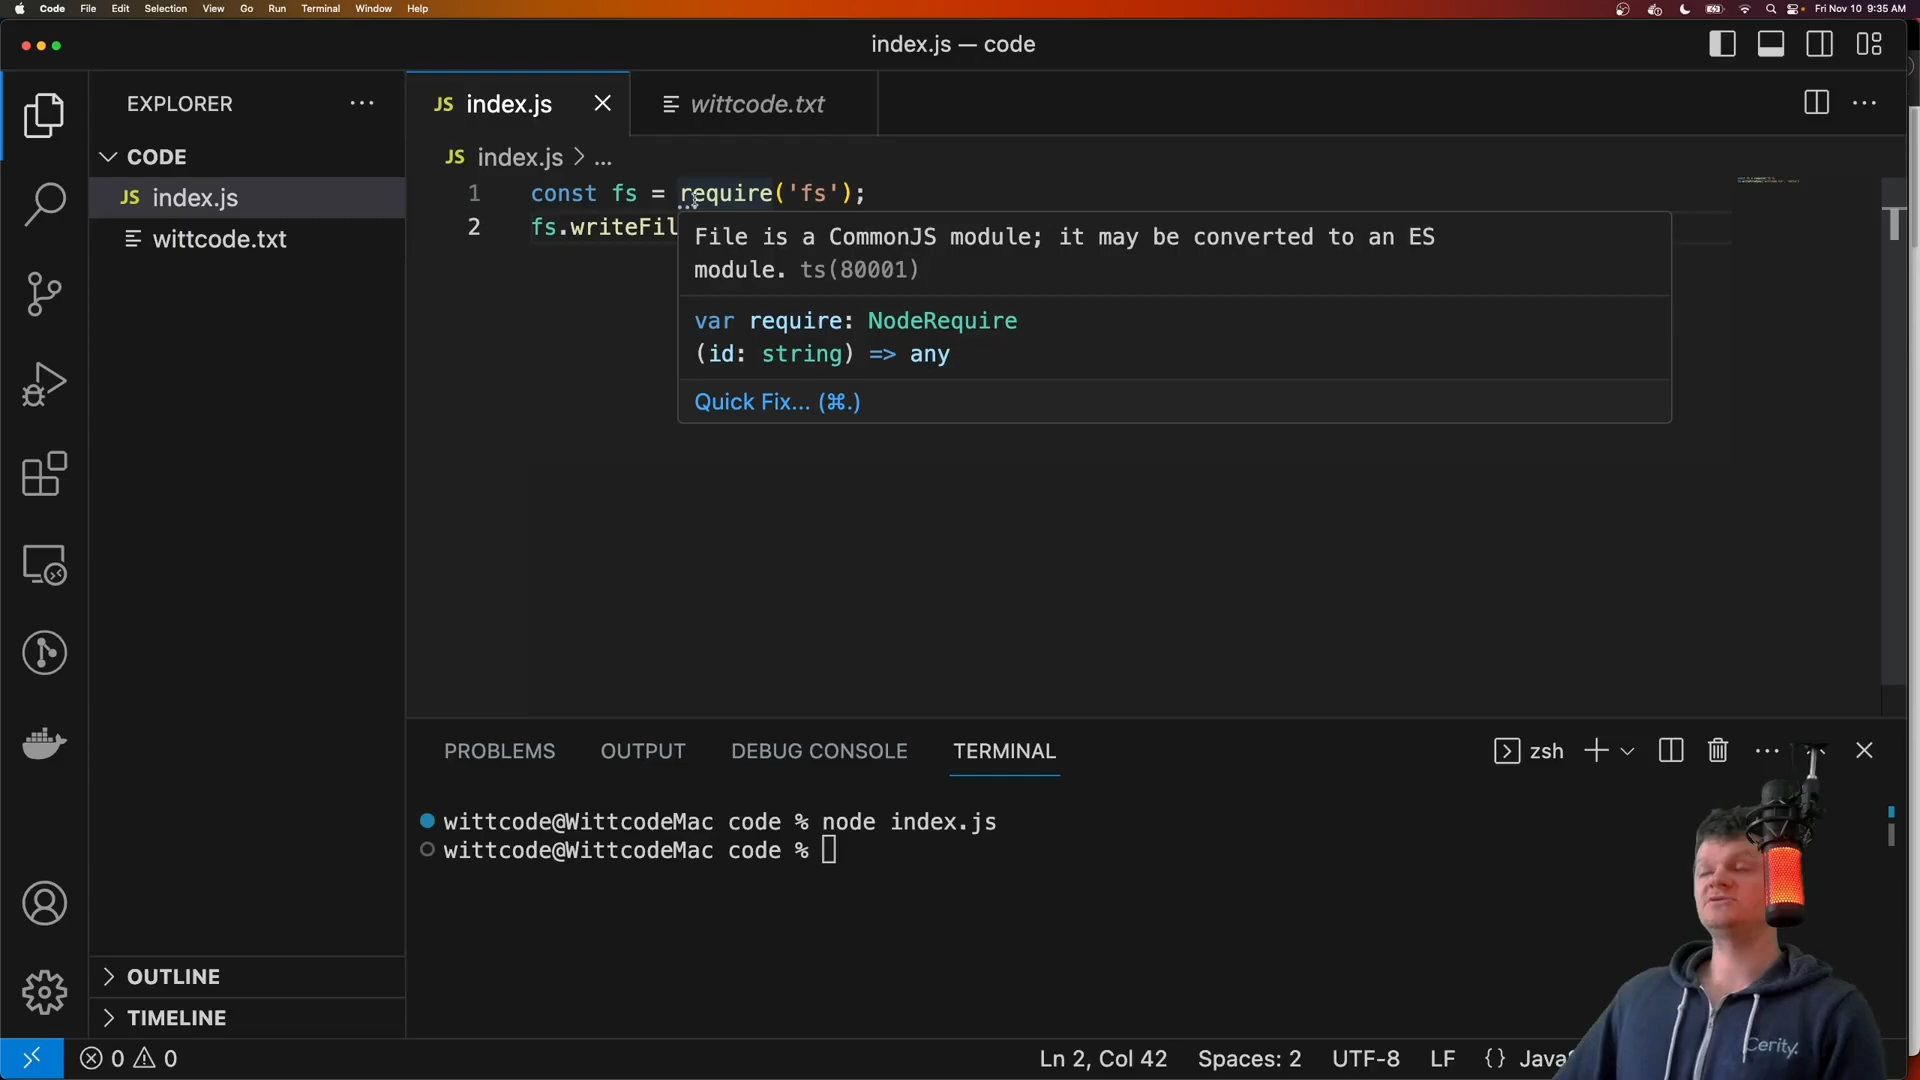 Code File Edit Selection View Go Run Terminal Window Help
Fri Nov 10 9:35 AM
index.js — code
EXPLORER
CODE
JS index.js
wittcode.txt
JS index.js
wittcode.txt
JS index.js > ...
1 const fs = require('fs');
2 fs.writeFil
File is a CommonJS module; it may be converted to an ES
module. ts(80001)
var require: NodeRequire
(id: string) => any
Quick Fix... (⌘.)
PROBLEMS OUTPUT DEBUG CONSOLE TERMINAL
zsh
wittcode@WittcodeMac code % node index.js
wittcode@WittcodeMac code %
OUTLINE
TIMELINE
0 0
Ln 2, Col 42 Spaces: 2 UTF-8 LF {} Java
Cerity.